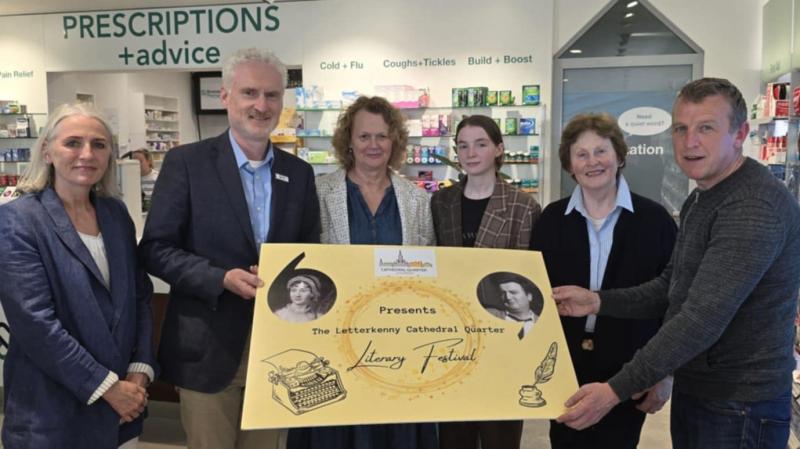 PRESCRIPTIONS
+advice
Pain Relief
Cold + Flu
Coughs+Tickles
Build + Boost
Need
a quiet word?
CATHEDRAL QUARTER
Presents
The Letterkenny Cathedral Quarter
Literary Festival